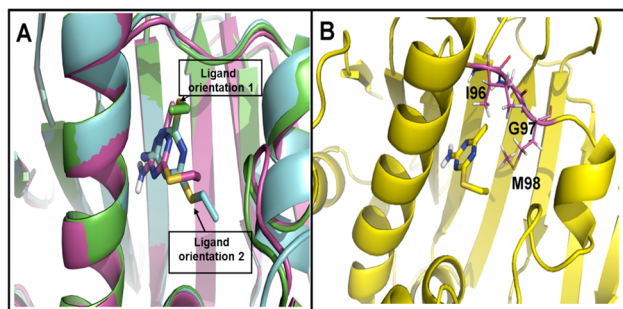 A
Ligand
orientation 1
Ligand
orientation 2
B
I96
G97
M98